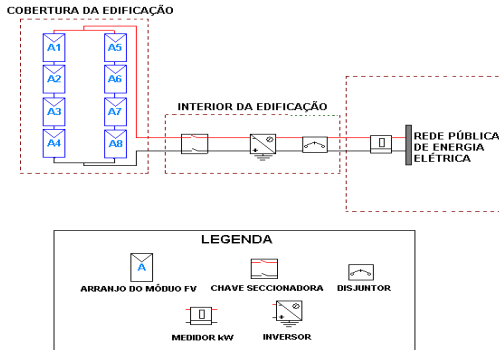 COBERTURA DA EDIFICAÇÃO
A1
A5
A2
A6
A3
A7
A4
A8
INTERIOR DA EDIFICAÇÃO
REDE PÚBLICA
DE ENERGIA
ELÉTRICA
LEGENDA
A
ARRANJO DO MÓDUO FV
CHAVE SECCIONADORA
DISJUNTOR
MEDIDOR kW
INVERSOR